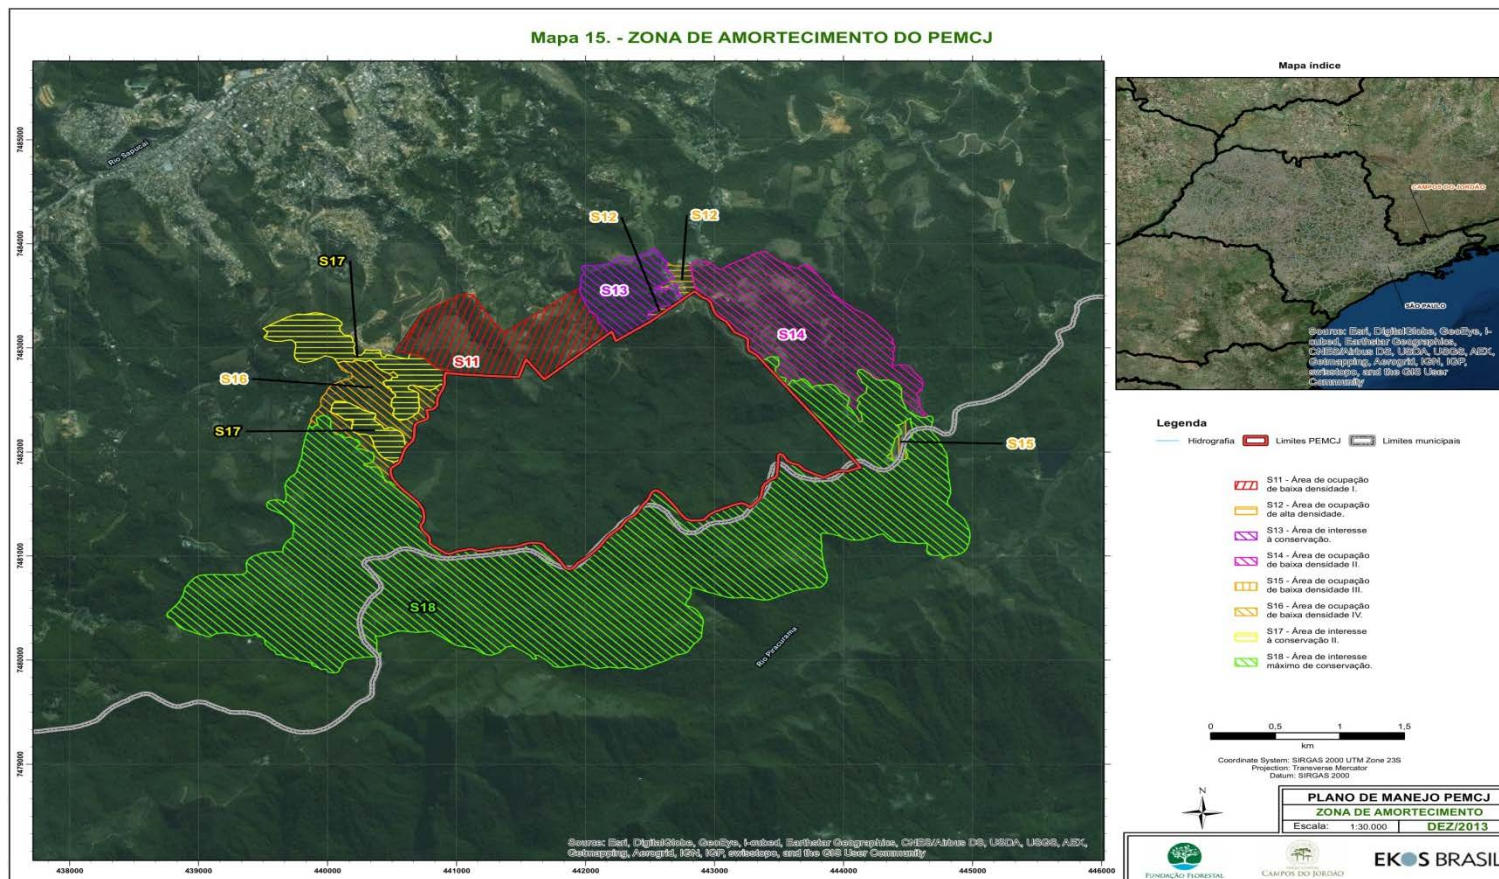 Mapa 15. - ZONA DE AMORTECIMENTO DO PEMCJ
Mapa índice
CAMPOS DO JORDÃO
SÃO PAULO
Source: Esri, DigitalGlobe, GeoEye, i-
cubed, Earthstar Geographics,
CNES/Airbus DS, USDA, USGS, AEX,
Getmapping, Aerogrid, IGN, IGP,
swisstopo, and the GIS User
Community
7485000
7484000
7483000
7482000
7481000
7480000
7479000
Rio Sapucaí
S12
S12
S17
S13
S14
S11
S16
S17
S15
S18
Rio Piracurama
Source: Esri, DigitalGlobe, GeoEye, i-cubed, Earthstar Geographics, CNES/Airbus DS, USDA, USGS, AEX,
Getmapping, Aerogrid, IGN, IGP, swisstopo, and the GIS User Community
438000 439000 440000 441000 442000 443000 444000 445000 446000
Legenda
Hidrografia Limites PEMCJ Limites municipais
S11 - Área de ocupação
de baixa densidade I.
S12 - Área de ocupação
de alta densidade.
S13 - Área de interesse
à conservação.
S14 - Área de ocupação
de baixa densidade II.
S15 - Área de ocupação
de baixa densidade III.
S16 - Área de ocupação
de baixa densidade IV.
S17 - Área de interesse
à conservação II.
S18 - Área de interesse
máximo de conservação.
0 0,5 1 1,5
km
Coordinate System: SIRGAS 2000 UTM Zone 23S
Projection: Transverse Mercator
Datum: SIRGAS 2000
N
PLANO DE MANEJO PEMCJ
ZONA DE AMORTECIMENTO
Escala: 1:30.000 DEZ/2013
FUNDAÇÃO FLORESTAL
CAMPOS DO JORDÃO
EKOS BRASIL